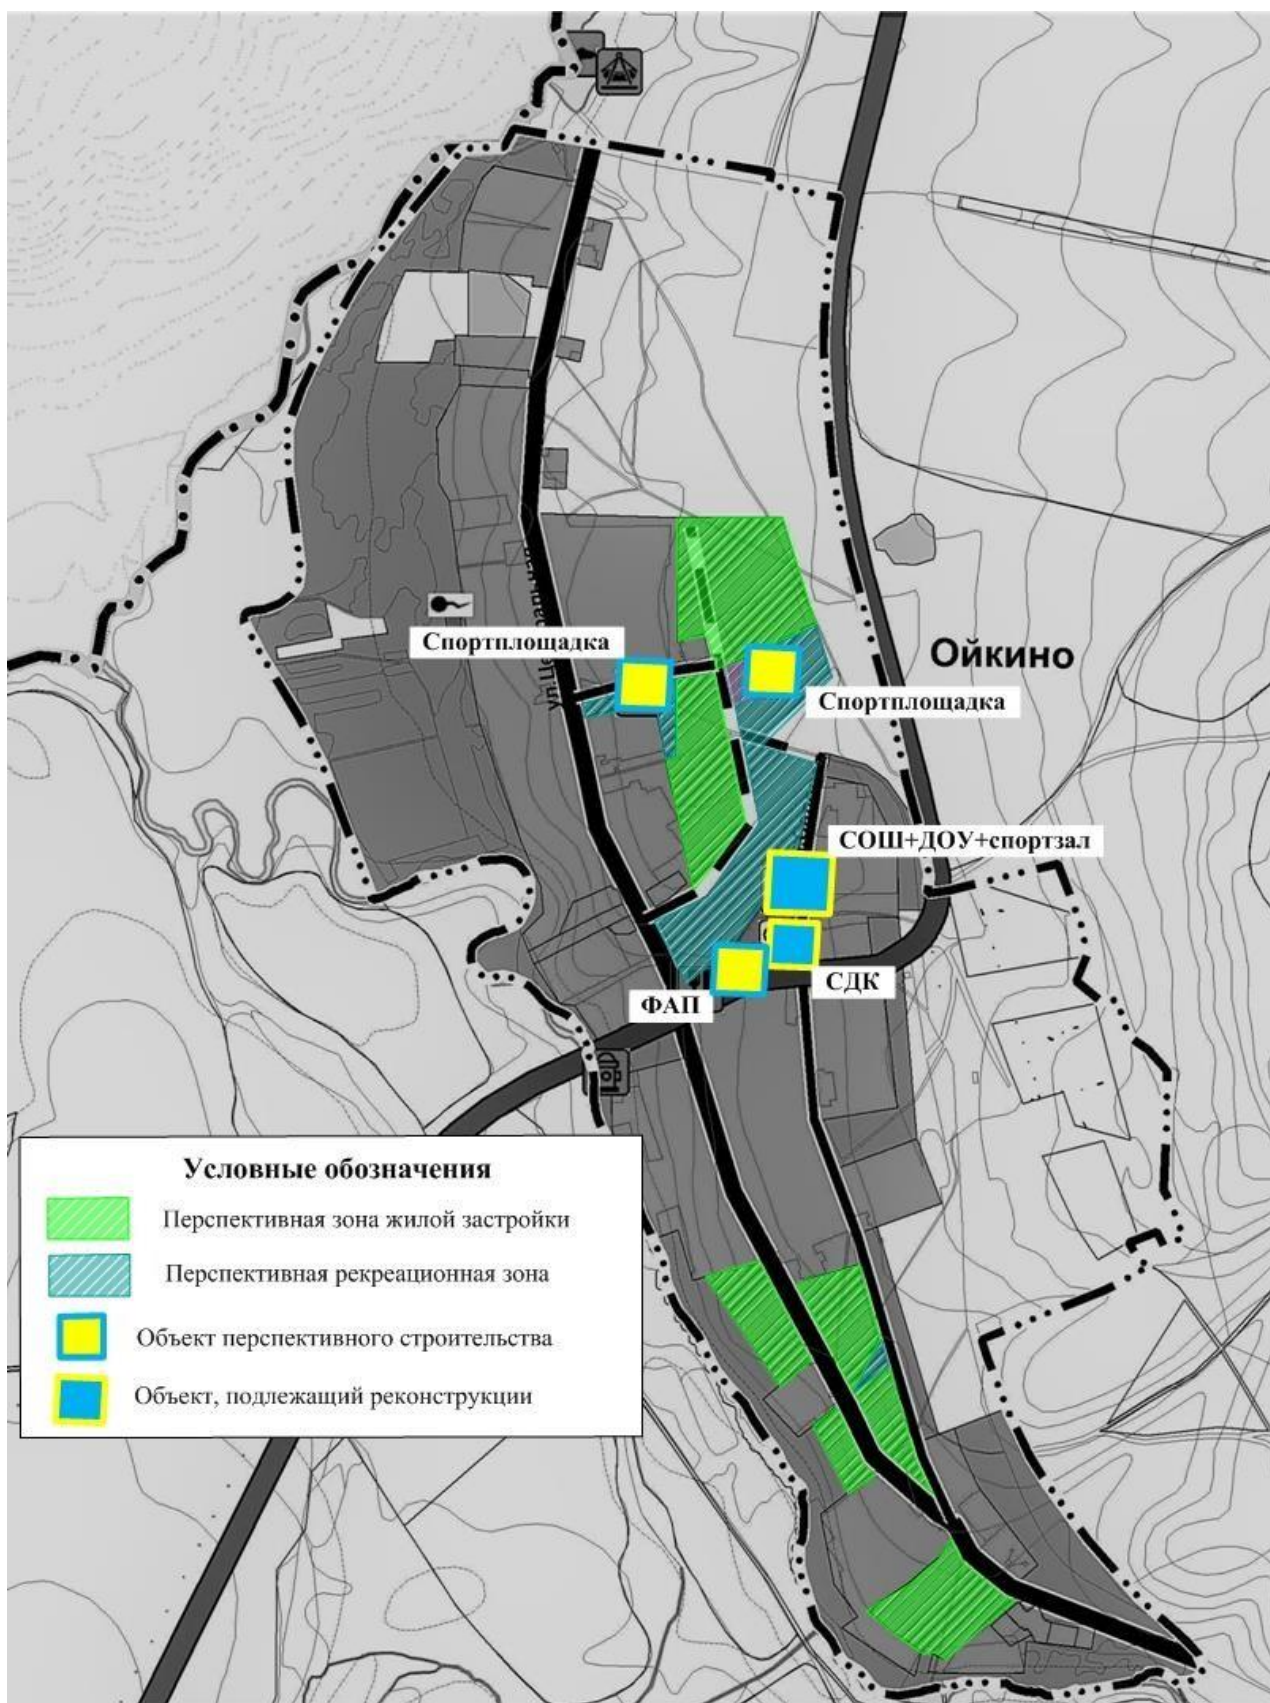 Спортплощадка
Ойкино
Спортплощадка
СОШ+ДОУ+спортзал
СДК
ФАП
Условные обозначения
Перспективная зона жилой застройки
Перспективная рекреационная зона
Объект перспективного строительства
Объект, подлежащий реконструкции